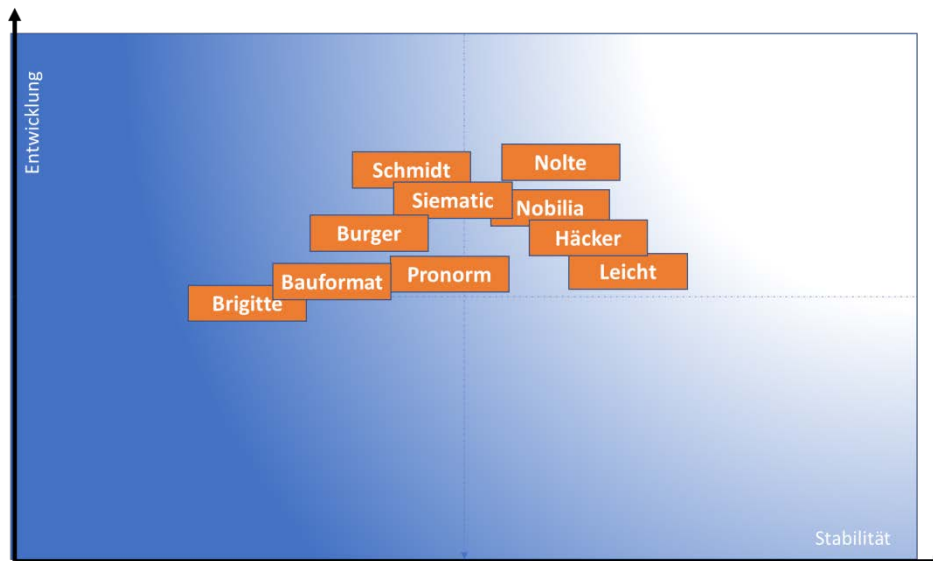 Entwicklung
Nolte
Schmidt
Siematic
Nobilia
Burger
Häcker
Leicht
Pronorm
Bauformat
Brigitte
Stabilität